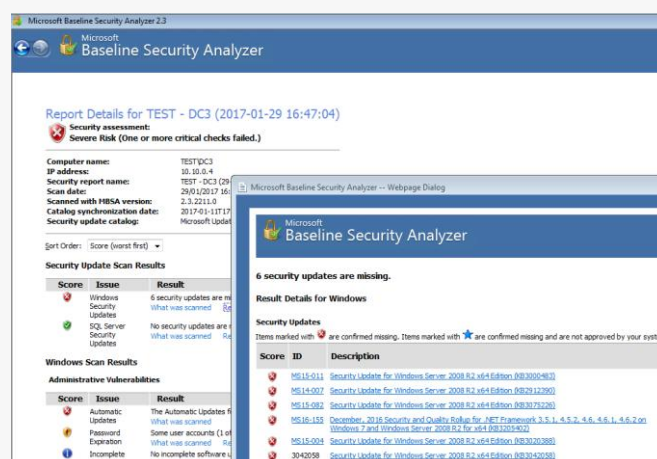 Microsoft Baseline Security Analyzer 2.3
Microsoft
Baseline Security Analyzer
Report Details for TEST - DC3 (2017-01-29 16:47:04)
Security assessment:
Severe Risk (One or more critical checks failed.)
Computer name: TEST\DC3
IP address: 10.10.0.4
Security report name: TEST - DC3 (29
Scan date: 29/01/2017 16:
Scanned with MBSA version: 2.3.2211.0
Catalog synchronization date: 2017-01-11T17
Security update catalog: Microsoft Updat
Sort Order: Score (worst first)
Security Update Scan Results
Score Issue Result
Windows Security Updates 6 security updates are m
What was scanned Re
SQL Server Security Updates No security updates are
What was scanned Re
Windows Scan Results
Administrative Vulnerabilities
Score Issue Result
Automatic Updates The Automatic Updates f
What was scanned
Password Expiration Some user accounts (1 of
What was scanned Re
Incomplete No incomplete software u
Microsoft Baseline Security Analyzer -- Webpage Dialog
Microsoft
Baseline Security Analyzer
6 security updates are missing.
Result Details for Windows
Security Updates
Items marked with are confirmed missing. Items marked with are confirmed missing and are not approved by your syst
Score ID Description
MS15-011 Security Update for Windows Server 2008 R2 x64 Edition (KB3000483)
MS14-007 Security Update for Windows Server 2008 R2 x64 Edition (KB2912390)
MS15-082 Security Update for Windows Server 2008 R2 x64 Edition (KB3075226)
MS16-155 December, 2016 Security and Quality Rollup for .NET Framework 3.5.1, 4.5.2, 4.6, 4.6.1, 4.6.2 on
Windows 7 and Windows Server 2008 R2 for x64 (KB3205402)
MS15-004 Security Update for Windows Server 2008 R2 x64 Edition (KB3020388)
3042058 Security Update for Windows Server 2008 R2 x64 Edition (KB3042058)